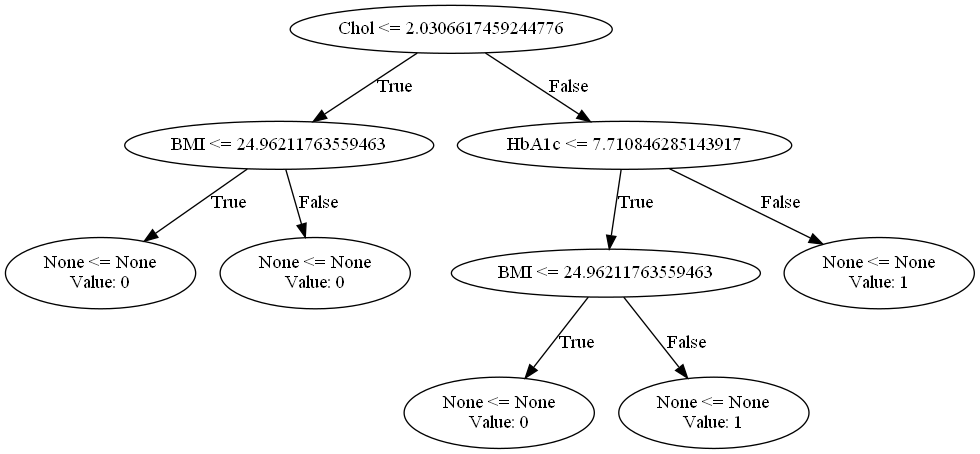 Chol <= 2.0306617459244776
True
False
BMI <= 24.96211763559463
HbA1c <= 7.710846285143917
True
False
True
False
None <= None
Value: 0
None <= None
Value: 0
BMI <= 24.96211763559463
None <= None
Value: 1
True
False
None <= None
Value: 0
None <= None
Value: 1